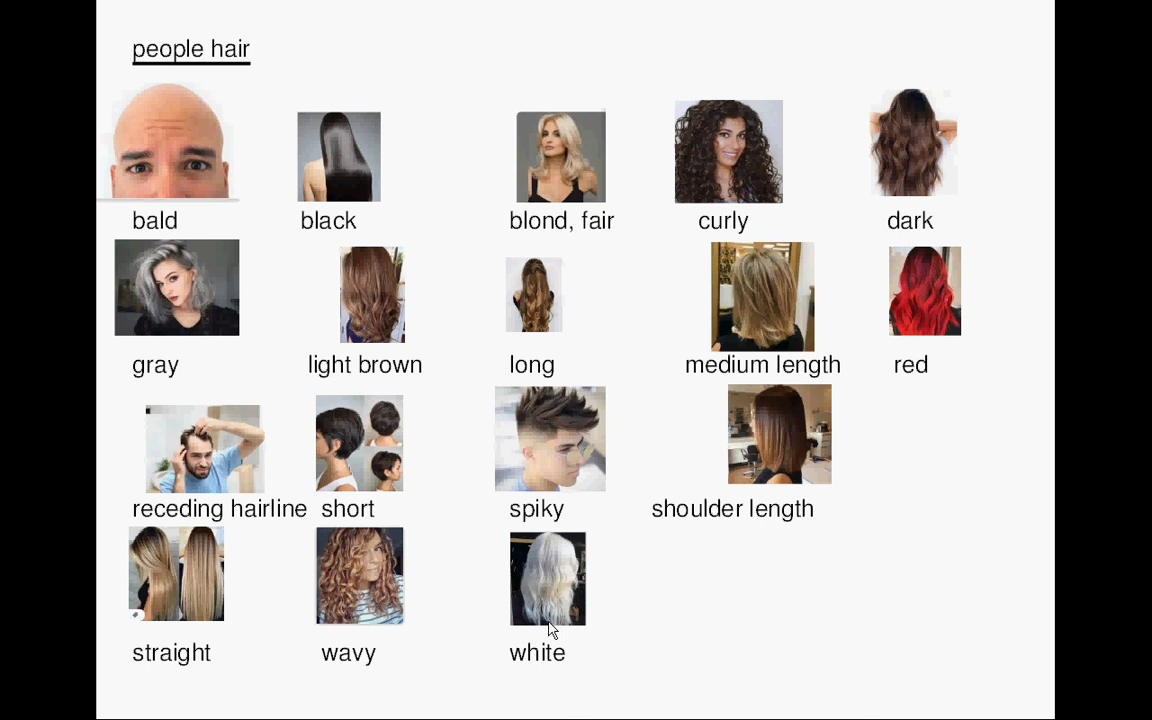 people hair
bald black blond, fair curly dark
gray light brown long medium length red
receding hairline short spiky shoulder length
straight wavy white